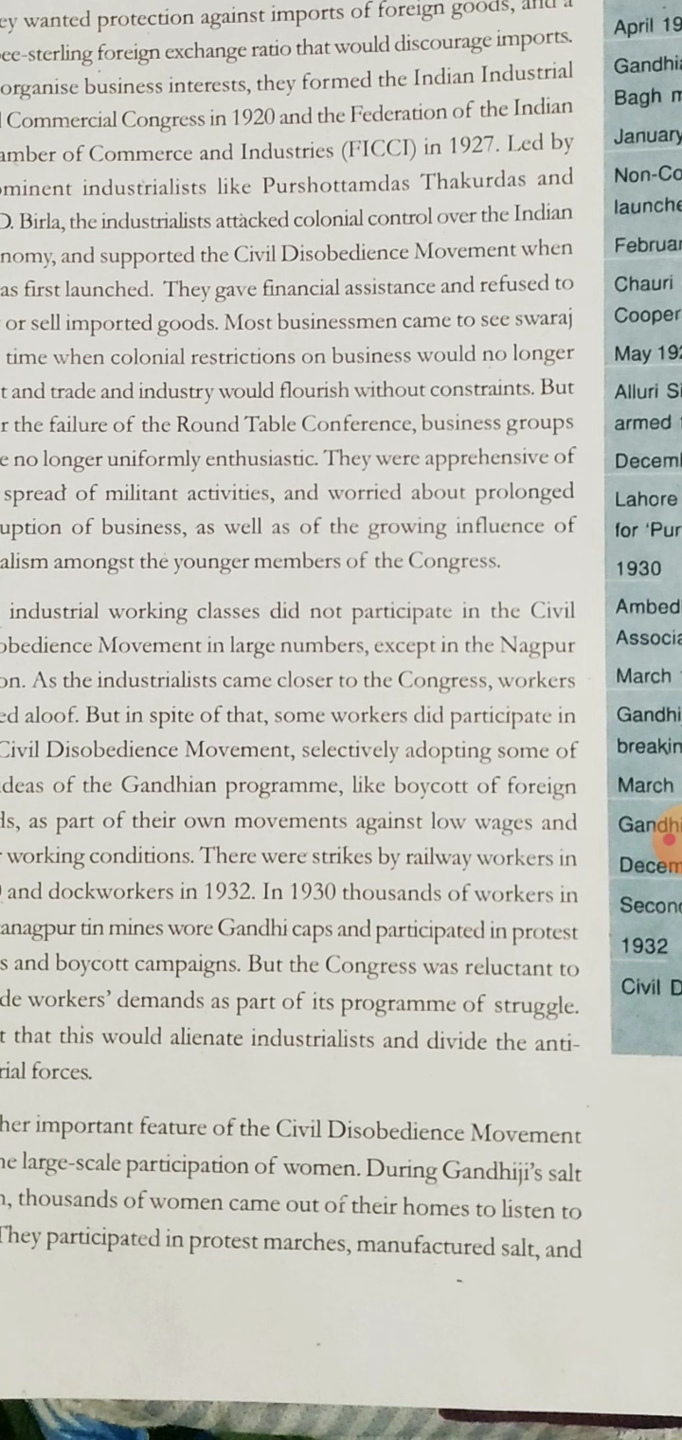 wanted protection against imports of foreign goods, and a
ee-sterling foreign exchange ratio that would discourage imports.
organise business interests, they formed the Indian Industrial
Commercial Congress in 1920 and the Federation of the Indian
amber of Commerce and Industries (FICCI) in 1927. Led by
ominent industrialists like Purshottamdas Thakurdas and
D. Birla, the industrialists attacked colonial control over the Indian
nomy, and supported the Civil Disobedience Movement when
as first launched. They gave financial assistance and refused to
or sell imported goods. Most businessmen came to see swaraj
time when colonial restrictions on business would no longer
t and trade and industry would flourish without constraints. But
r the failure of the Round Table Conference, business groups
e no longer uniformly enthusiastic. They were apprehensive of
spread of militant activities, and worried about prolonged
uption of business, as well as of the growing influence of
alism amongst the younger members of the Congress.
industrial working classes did not participate in the Civil
obedience Movement in large numbers, except in the Nagpur
on. As the industrialists came closer to the Congress, workers
ed aloof. But in spite of that, some workers did participate in
Civil Disobedience Movement, selectively adopting some of
ideas of the Gandhian programme, like boycott of foreign
ds, as part of their own movements against low wages and
working conditions. There were strikes by railway workers in
and dockworkers in 1932. In 1930 thousands of workers in
anagpur tin mines wore Gandhi caps and participated in protest
s and boycott campaigns. But the Congress was reluctant to
de workers' demands as part of its programme of struggle.
t that this would alienate industrialists and divide the anti-
rial forces.
her important feature of the Civil Disobedience Movement
he large-scale participation of women. During Gandhiji's salt
h, thousands of women came out of their homes to listen to
They participated in protest marches, manufactured salt, and
April 19
Gandhi
Bagh m
January
Non-Co
launche
Februar
Chauri
Cooper
May 192
Alluri S
armed
Decem
Lahore
for 'Pur
1930
Ambed
Associa
March
Gandhi
breakin
March
Gandhi
Decem
Secon
1932
Civil D